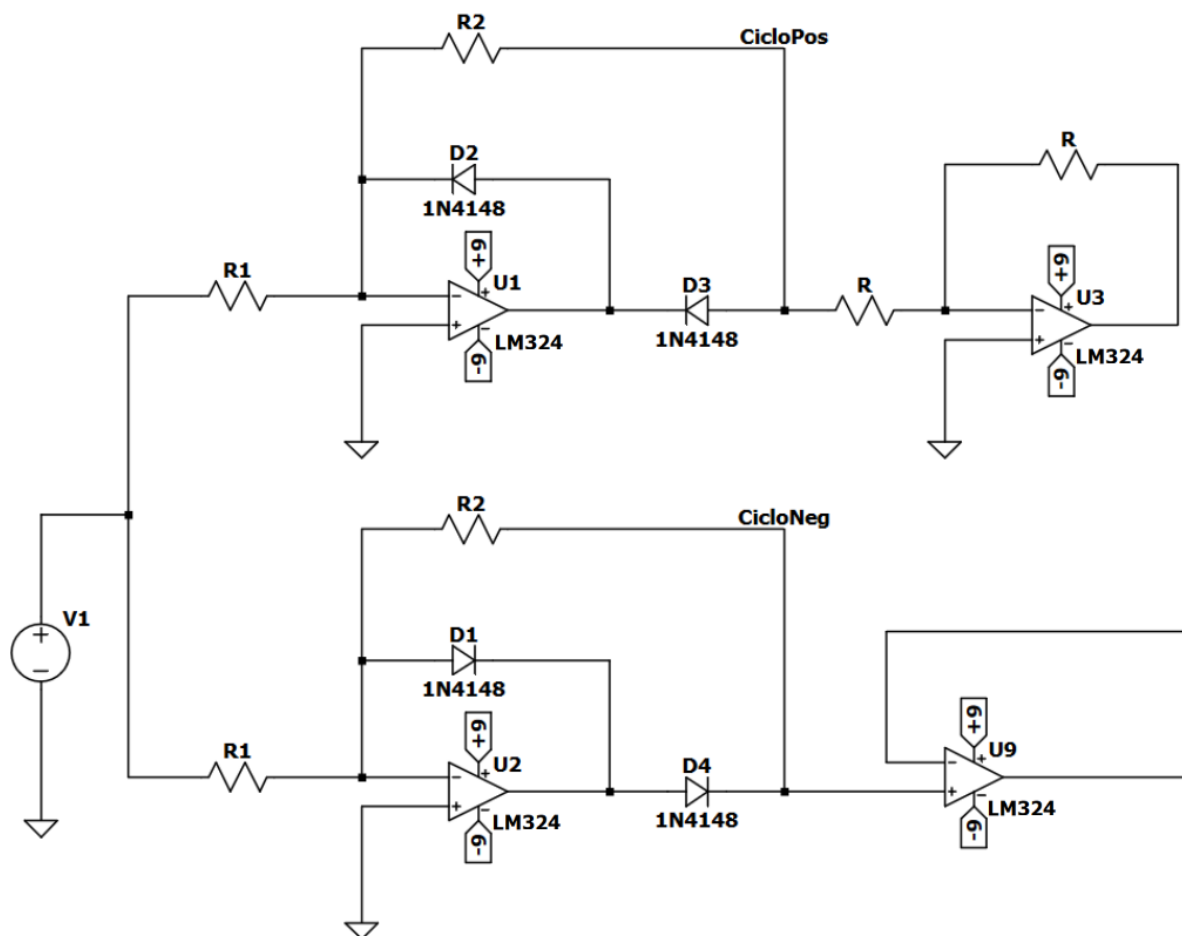 R2
CicloPos
D2
1N4148
R
R1
+9
U1
LM324
-9
D3
1N4148
R
+9
U3
LM324
-9
R2
CicloNeg
V1
D1
1N4148
R1
+9
U2
LM324
-9
D4
1N4148
+9
U9
LM324
-9